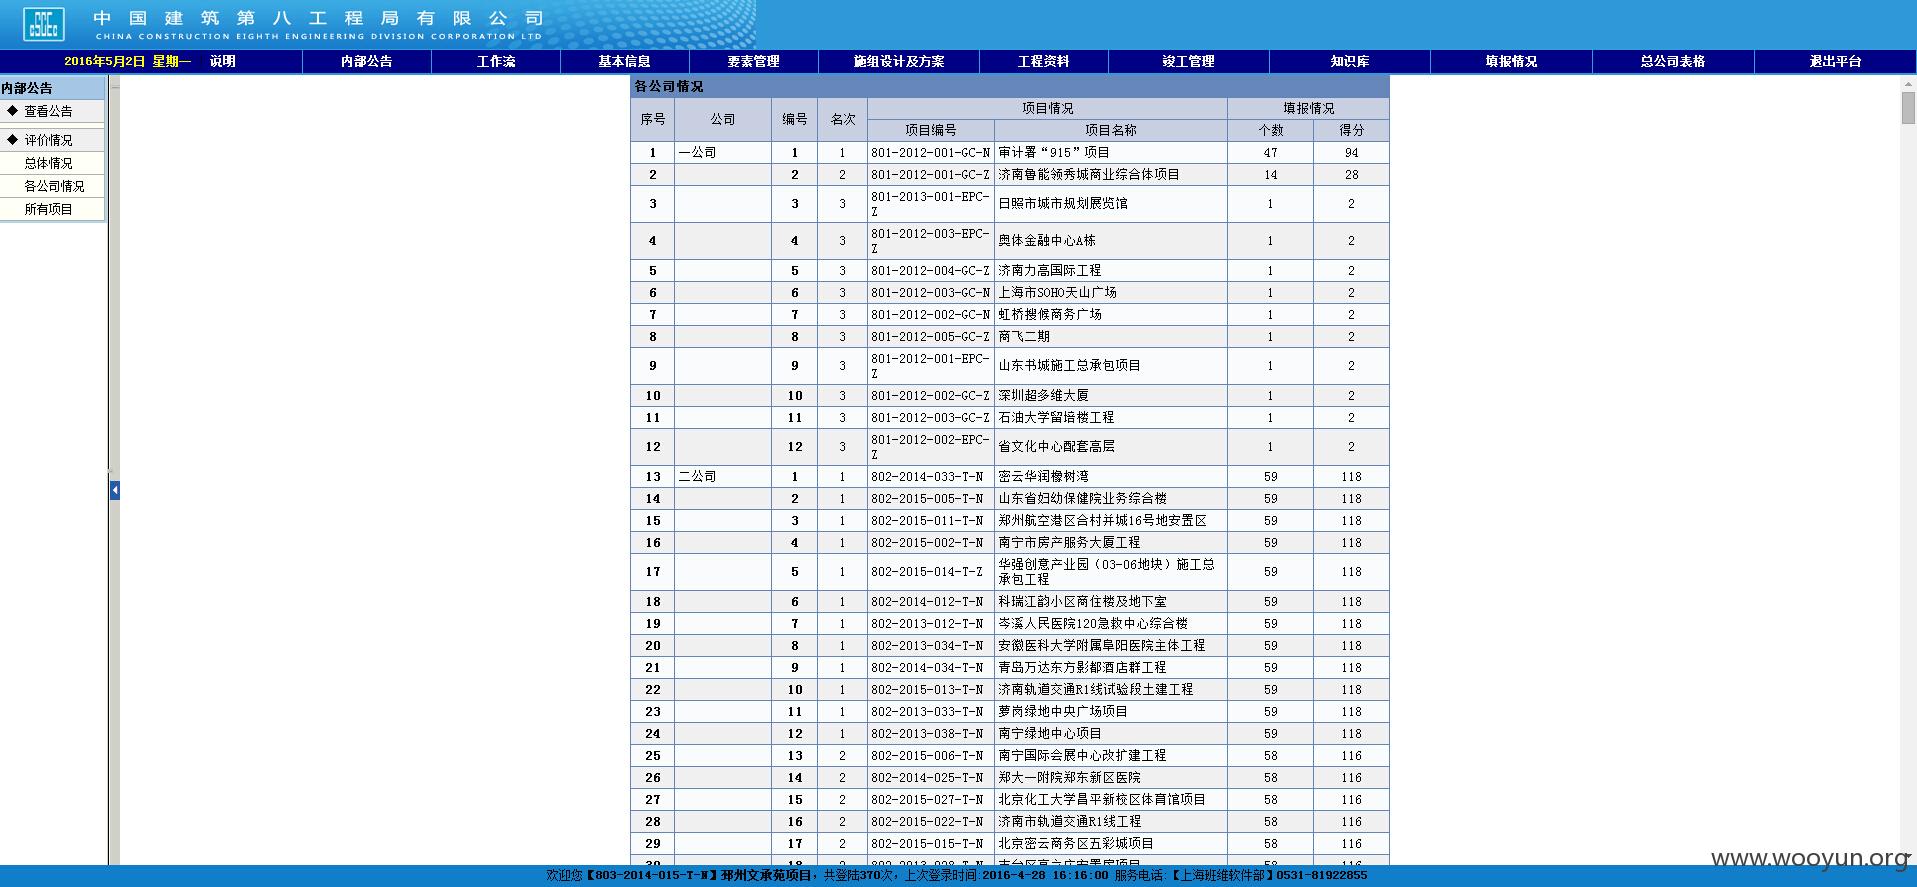 中国建筑第八工程局有限公司
CHINA CONSTRUCTION EIGHTH ENGINEERING DIVISION CORPORATION LTD
2016年5月2日 星期一 说明 内部公告 工作流 基本信息 要素管理 施组设计及方案 工程资料 竣工管理 知识库 填报情况 总公司表格 退出平台
内部公告
◆ 查看公告
◆ 评价情况
总体情况
各公司情况
所有项目
各公司情况
序号 公司 编号 名次 项目情况 填报情况
项目编号 项目名称 个数 得分
1 一公司 1 1 801-2012-001-GC-N 审计署“915”项目 47 94
2 2 2 801-2012-001-GC-Z 济南鲁能领秀城商业综合体项目 14 28
3 3 3 801-2013-001-EPC-Z 日照市城市规划展览馆 1 2
4 4 3 801-2012-003-EPC-Z 奥体金融中心A栋 1 2
5 5 3 801-2012-004-GC-Z 济南力高国际工程 1 2
6 6 3 801-2012-003-GC-N 上海市SOHO天山广场 1 2
7 7 3 801-2012-002-GC-N 虹桥搜候商务广场 1 2
8 8 3 801-2012-005-GC-Z 商飞二期 1 2
9 9 3 801-2012-001-EPC-Z 山东书城施工总承包项目 1 2
10 10 3 801-2012-002-GC-Z 深圳超多维大厦 1 2
11 11 3 801-2012-003-GC-Z 石油大学留培楼工程 1 2
12 12 3 801-2012-002-EPC-Z 省文化中心配套高层 1 2
13 二公司 1 1 802-2014-033-T-N 密云华润橡树湾 59 118
14 2 1 802-2015-005-T-N 山东省妇幼保健院业务综合楼 59 118
15 3 1 802-2015-011-T-N 郑州航空港区合村并城16号地安置区 59 118
16 4 1 802-2015-002-T-N 南宁市房产服务大厦工程 59 118
17 5 1 802-2015-014-T-Z 华强创意产业园（03-06地块）施工总承包工程 59 118
18 6 1 802-2014-012-T-N 科瑞江韵小区商住楼及地下室 59 118
19 7 1 802-2013-012-T-N 岑溪人民医院120急救中心综合楼 59 118
20 8 1 802-2013-034-T-N 安徽医科大学附属阜阳医院主体工程 59 118
21 9 1 802-2014-034-T-N 青岛万达东方影都酒店群工程 59 118
22 10 1 802-2015-013-T-N 济南轨道交通R1线试验段土建工程 59 118
23 11 1 802-2013-033-T-N 萝岗绿地中央广场项目 59 118
24 12 1 802-2013-038-T-N 南宁绿地中心项目 59 118
25 13 2 802-2015-006-T-N 南宁国际会展中心改扩建工程 58 116
26 14 2 802-2014-025-T-N 郑大一附院郑东新区医院 58 116
27 15 2 802-2015-027-T-N 北京化工大学昌平新校区体育馆项目 58 116
28 16 2 802-2015-022-T-N 济南市轨道交通R1线工程 58 116
29 17 2 802-2015-015-T-N 北京密云商务区五彩城项目 58 116
www.wooyun.org
欢迎您【803-2014-015-T-N】邳州文承苑项目，共登陆370次，上次登录时间：2016-4-28 16:16:00 服务电话：【上海班维软件部】0531-81922855